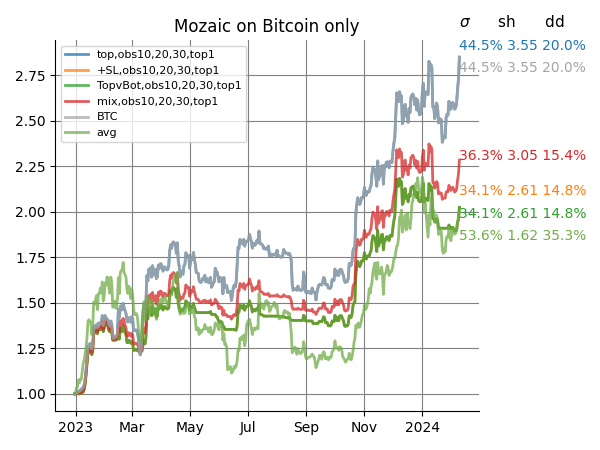 Mozaic on Bitcoin only
σ sh dd
44.5% 3.55 20.0%
44.5% 3.55 20.0%
36.3% 3.05 15.4%
34.1% 2.61 14.8%
34.1% 2.61 14.8%
53.6% 1.62 35.3%
top,obs10,20,30,top1
+SL,obs10,20,30,top1
TopvBot,obs10,20,30,top1
mix,obs10,20,30,top1
BTC
avg
2.75
2.50
2.25
2.00
1.75
1.50
1.25
1.00
2023 Mar May Jul Sep Nov 2024